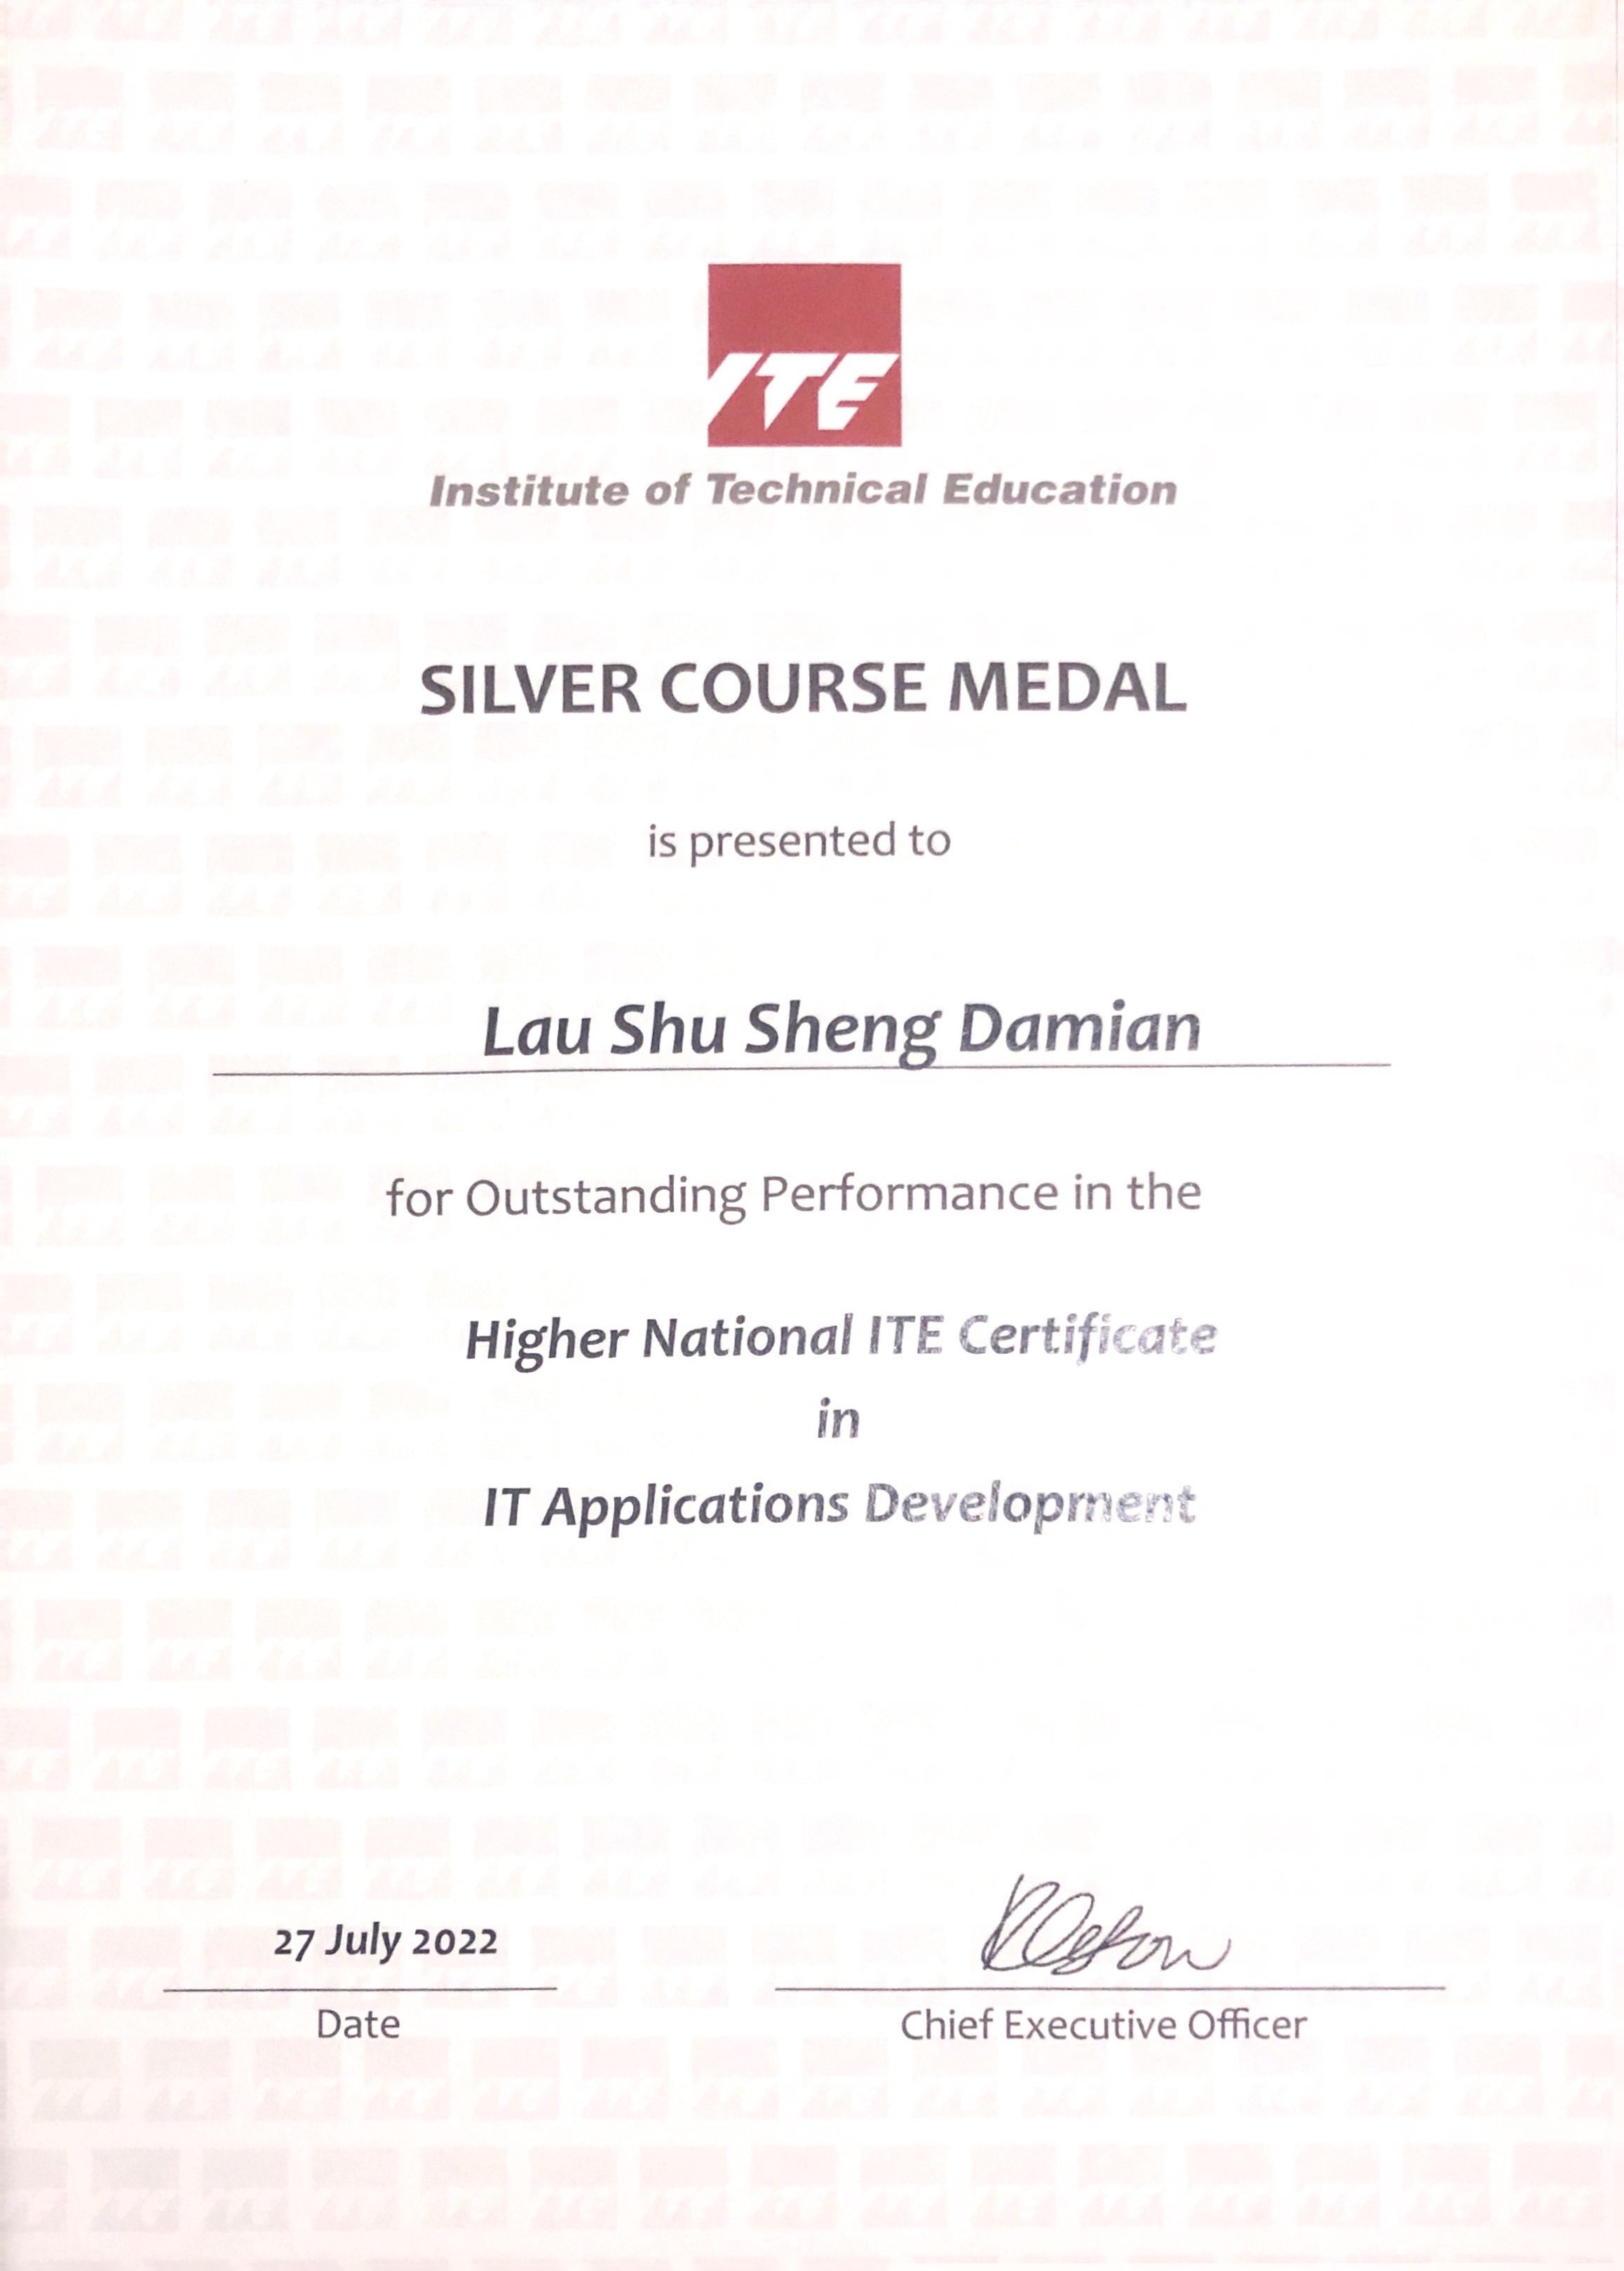 ITE
Institute of Technical Education
SILVER COURSE MEDAL
is presented to
Lau Shu Sheng Damian
for Outstanding Performance in the
Higher National ITE Certificate
in
IT Applications Development
27 July 2022
Date
Chief Executive Officer